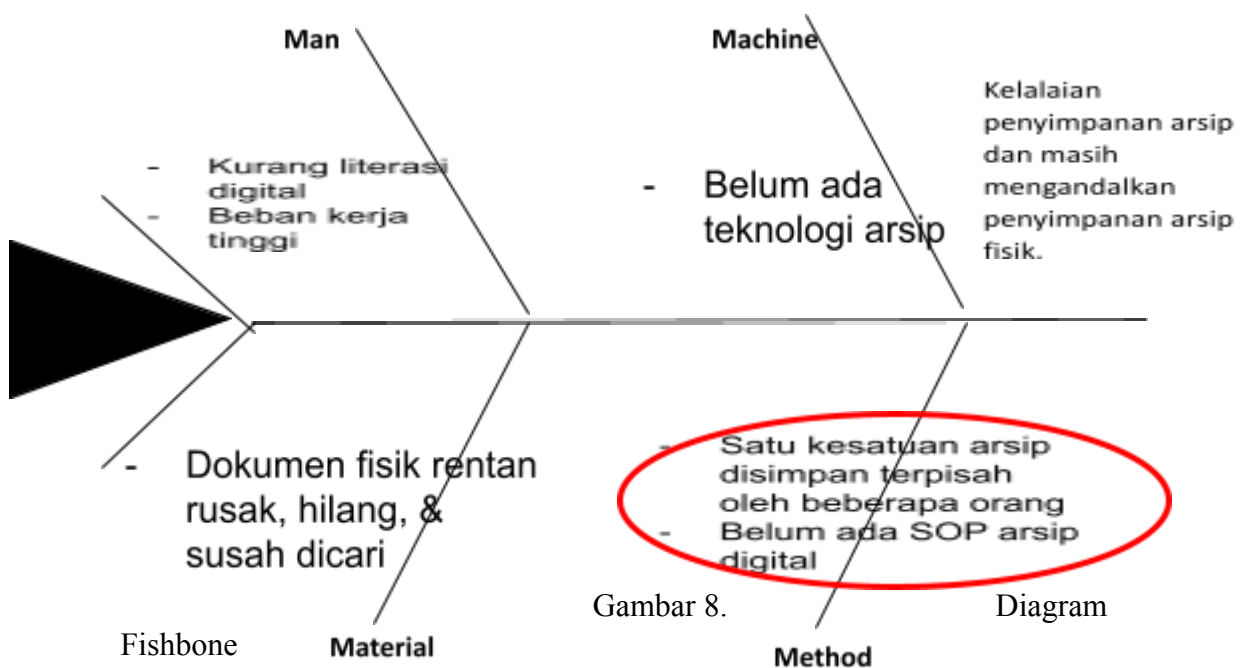 Man
Machine
Kelalaian
penyimpanan arsip
dan masih
mengandalkan
penyimpanan arsip
fisik.
- Kurang literasi
digital
- Beban kerja
tinggi
- Belum ada
teknologi arsip
- Dokumen fisik rentan
rusak, hilang, &
susah dicari
- Satu kesatuan arsip
disimpan terpisah
oleh beberapa orang
- Belum ada SOP arsip
digital
Gambar 8. Diagram
Fishbone
Material
Method